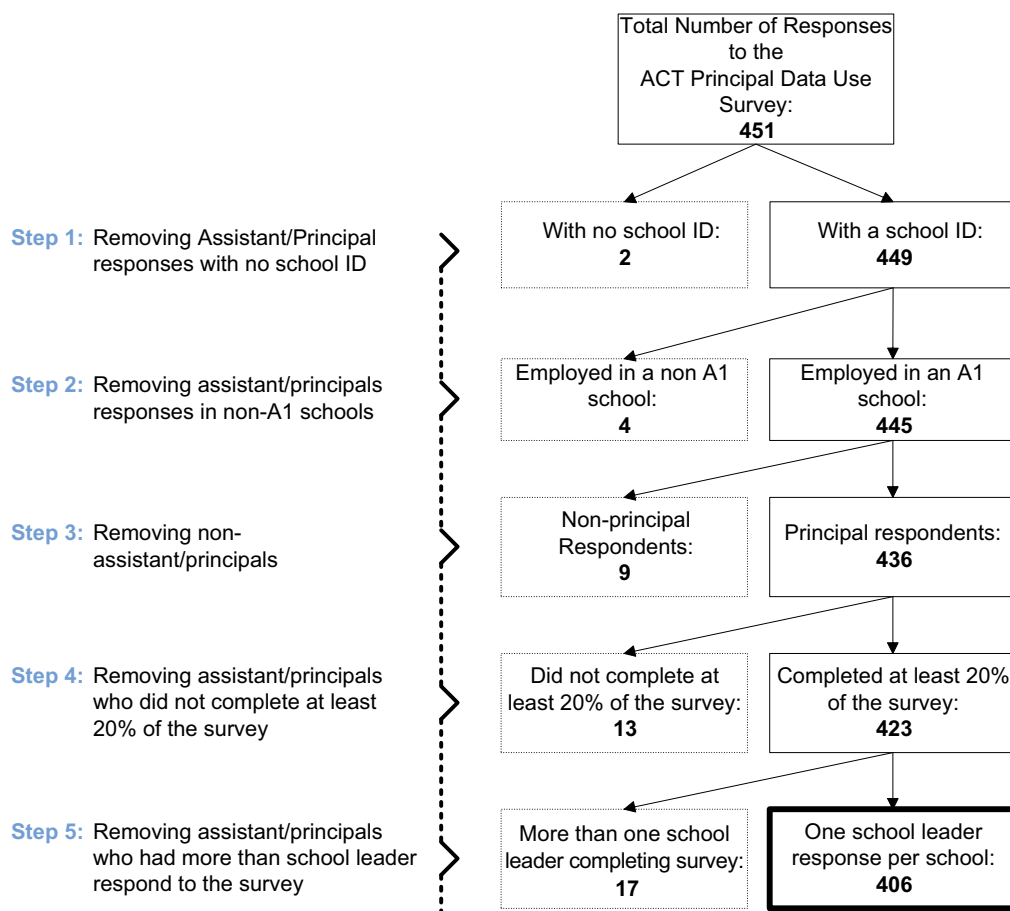 Total Number of Responses
to the
ACT Principal Data Use
Survey:
451
Step 1: Removing Assistant/Principal
responses with no school ID
With no school ID:
2
With a school ID:
449
Step 2: Removing assistant/principals
responses in non-A1 schools
Employed in a non A1
school:
4
Employed in an A1
school:
445
Step 3: Removing non-
assistant/principals
Non-principal
Respondents:
9
Principal respondents:
436
Step 4: Removing assistant/principals
who did not complete at least
20% of the survey
Did not complete at
least 20% of the survey:
13
Completed at least 20%
of the survey:
423
Step 5: Removing assistant/principals
who had more than school leader
respond to the survey
More than one school
leader completing survey:
17
One school leader
response per school:
406